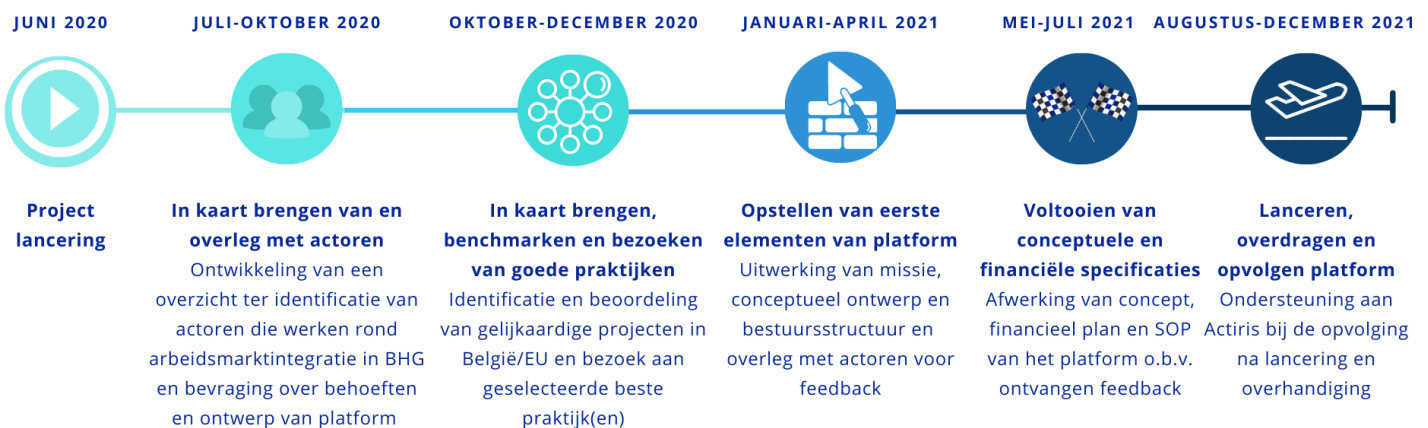 JUNI 2020
JULI-OKTOBER 2020
OKTOBER-DECEMBER 2020
JANUARI-APRIL 2021
MEI-JULI 2021
AUGUSTUS-DECEMBER 2021
Project
lancering
In kaart brengen van en
overleg met actoren
Ontwikkeling van een
overzicht ter identificatie van
actoren die werken rond
arbeidsmarktintegratie in BHG
en bevraging over behoeften
en ontwerp van platform
In kaart brengen,
benchmarken en bezoeken
van goede praktijken
Identificatie en beoordeling
van gelijkaardige projecten in
België/EU en bezoek aan
geselecteerde beste
praktijk(en)
Opstellen van eerste
elementen van platform
Uitwerking van missie,
conceptueel ontwerp en
bestuursstructuur en
overleg met actoren voor
feedback
Voltooien van
conceptuele en
financiële specificaties
Afwerking van concept,
financieel plan en SOP
van het platform o.b.v.
ontvangen feedback
Lanceren,
overdragen en
opvolgen platform
Ondersteuning aan
Actiris bij de opvolging
na lancering en
overhandiging